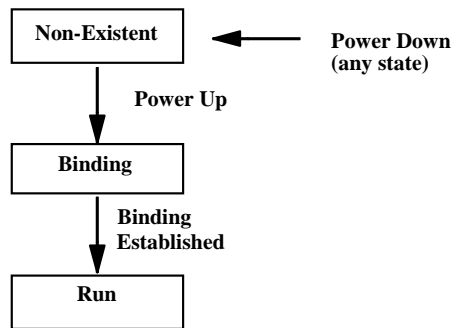 Non-Existent
Power Down
(any state)
Power Up
Binding
Binding
Established
Run